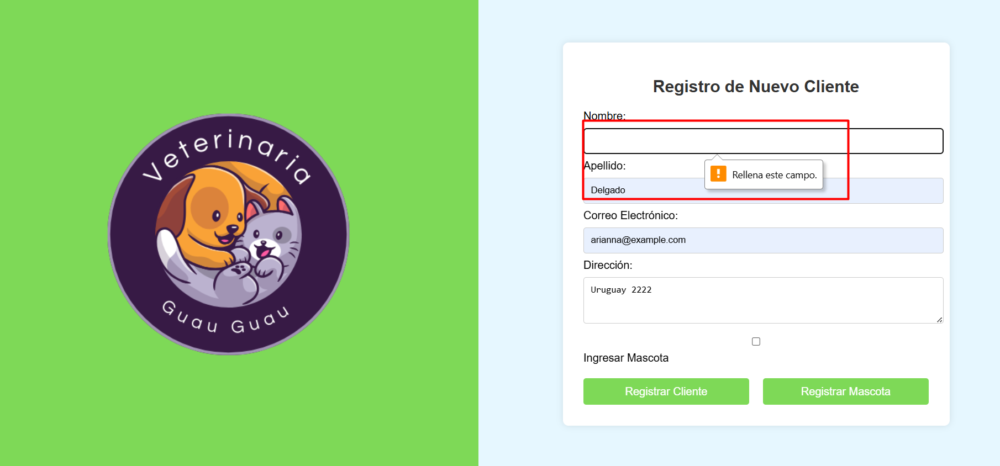 Veterinaria
Guau Guau
Registro de Nuevo Cliente
Nombre:
Apellido:
Rellena este campo.
Delgado
Correo Electrónico:
arianna@example.com
Dirección:
Uruguay 2222
Ingresar Mascota
Registrar Cliente
Registrar Mascota